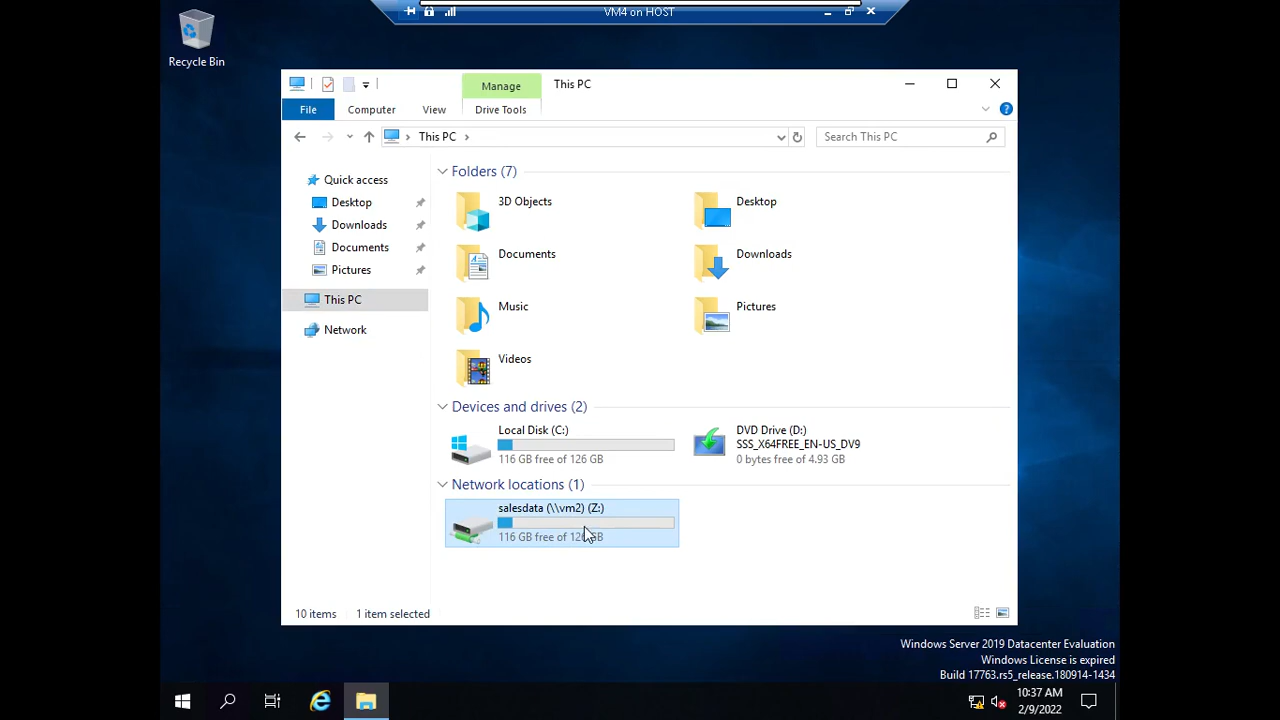 VM4 on HOST
Recycle Bin
Manage
This PC
File
Computer
View
Drive Tools
This PC
Search This PC
Quick access
Desktop
Downloads
Documents
Pictures
This PC
Network
Folders (7)
3D Objects
Desktop
Documents
Downloads
Music
Pictures
Videos
Devices and drives (2)
Local Disk (C:)
116 GB free of 126 GB
DVD Drive (D:)
SSS_X64FREE_EN-US_DV9
0 bytes free of 4.93 GB
Network locations (1)
salesdata (\\vm2) (Z:)
116 GB free of 126 GB
10 items
1 item selected
Windows Server 2019 Datacenter Evaluation
Windows License is expired
Build 17763.rs5_release.180914-1434
10:37 AM
2/9/2022